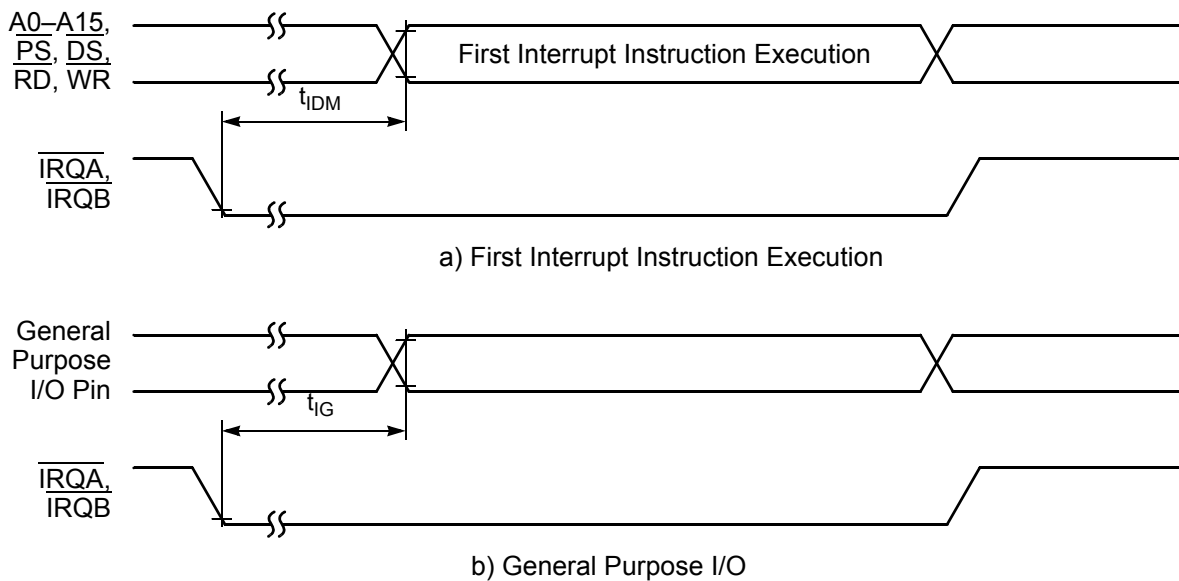 A0–A15,
PS, DS,
RD, WR
First Interrupt Instruction Execution
tIDM
IRQA,
IRQB
a) First Interrupt Instruction Execution
General
Purpose
I/O Pin
tIG
IRQA,
IRQB
b) General Purpose I/O